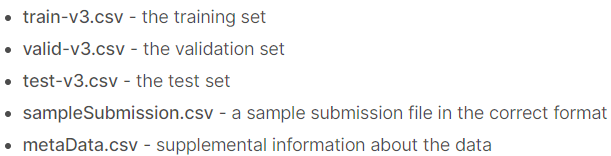 • train-v3.csv - the training set
• valid-v3.csv - the validation set
• test-v3.csv - the test set
• sampleSubmission.csv - a sample submission file in the correct format
• metaData.csv - supplemental information about the data